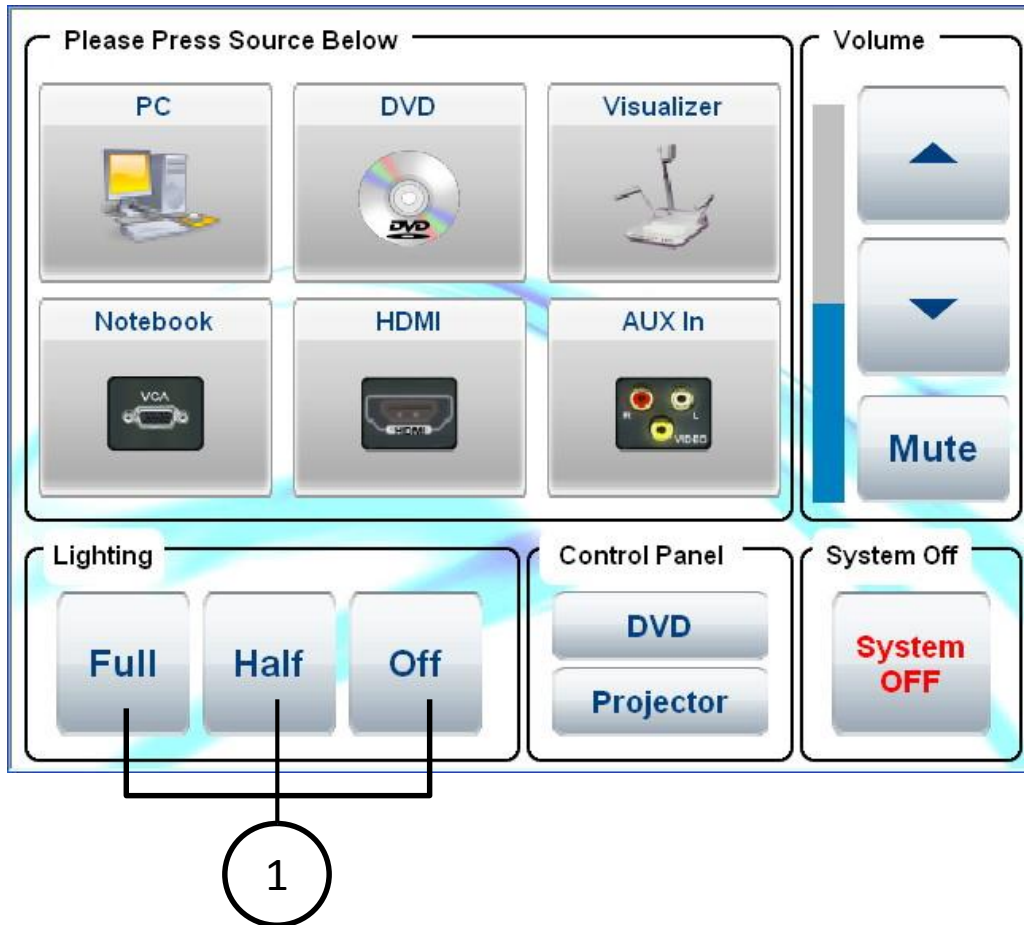 Please Press Source Below
Volume
PC
DVD
Visualizer
DVD
Notebook
HDMI
AUX In
VGA
HDMI
R
L
VIDEO
Mute
Lighting
Control Panel
System Off
Full
Half
Off
DVD
Projector
System
OFF
1